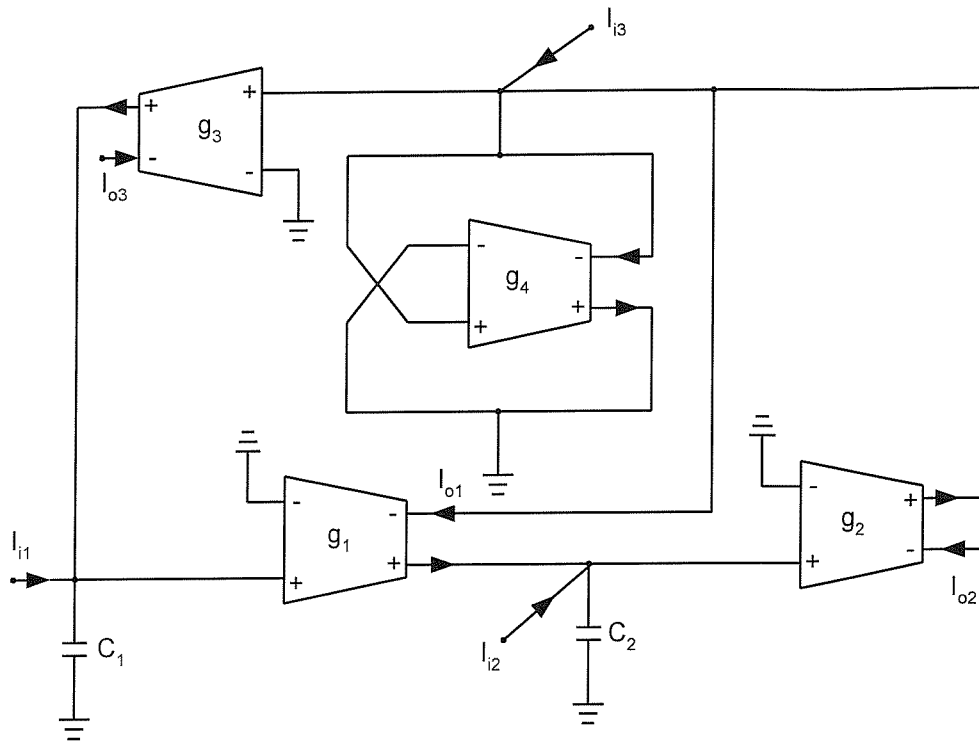 I_i3
+ + g_3 - -
I_o3
- - g_4 + +
- - I_o1 g_1 + +
- + g_2 - +
I_o2
I_i1
I_i2
C_1
C_2